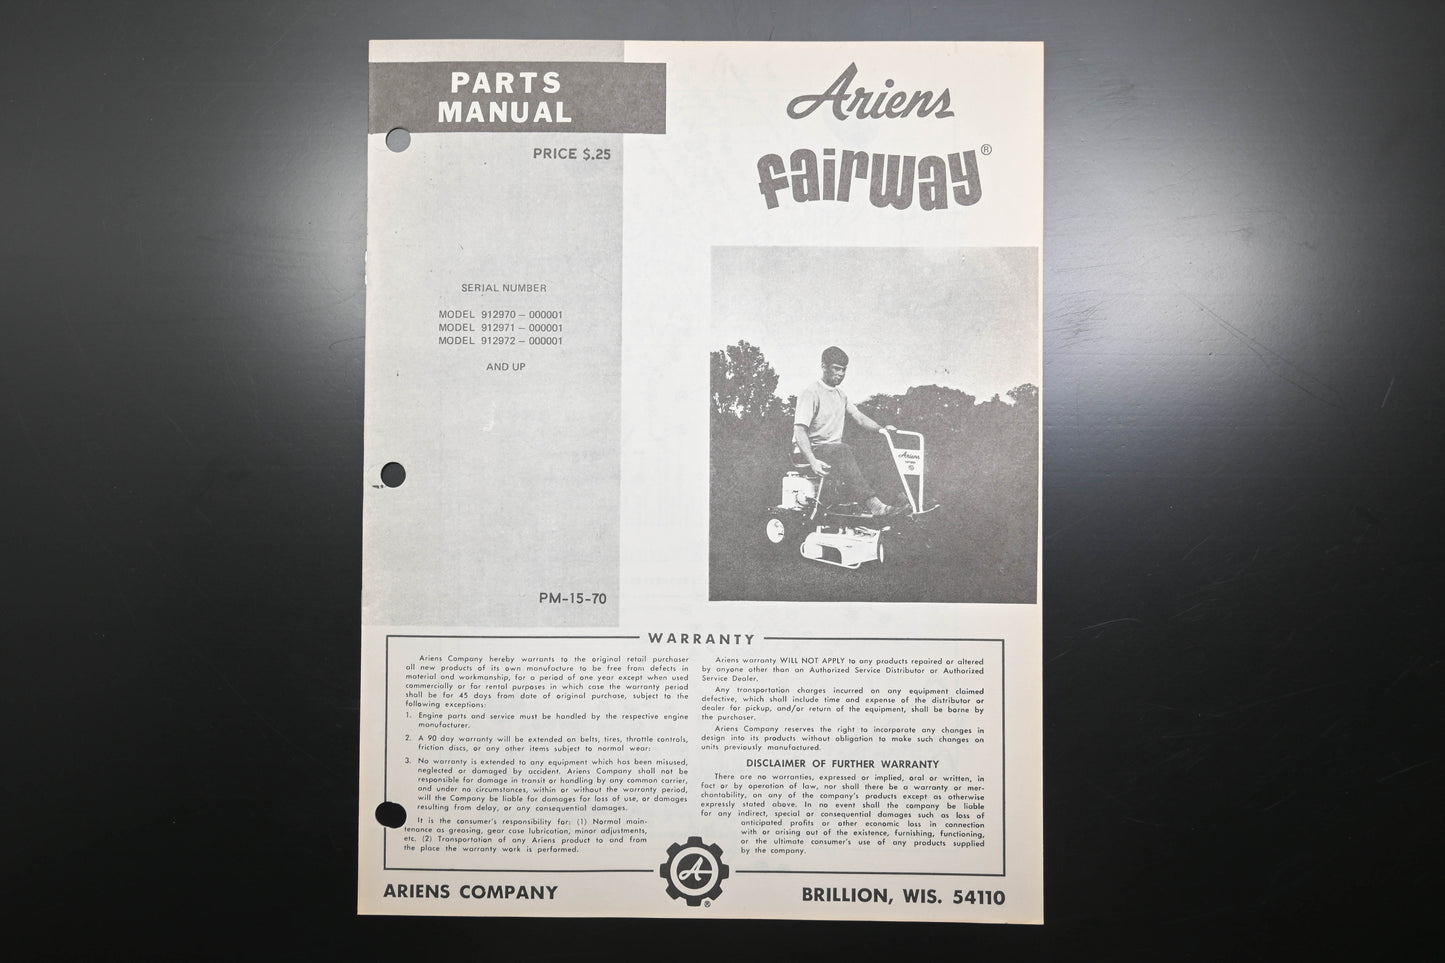 PARTS
MANUAL
PRICE $.25
SERIAL NUMBER
MODEL 912970 – 000001
MODEL 912971 – 000001
MODEL 912972 – 000001
AND UP
PM-15-70
Ariens
fairway®
Ariens
WARRANTY
Ariens Company hereby warrants to the original retail purchaser
all new products of its own manufacture to be free from defects in
material and workmanship, for a period of one year except when used
commercially or for rental purposes in which case the warranty period
shall be for 45 days from date of original purchase, subject to the
following exceptions:
1. Engine parts and service must be handled by the respective engine
manufacturer.
2. A 90 day warranty will be extended on belts, tires, throttle controls,
friction discs, or any other items subject to normal wear:
3. No warranty is extended to any equipment which has been misused,
neglected or damaged by accident. Ariens Company shall not be
responsible for damage in transit or handling by any common carrier,
and under no circumstances, within or without the warranty period,
will the Company be liable for damages for loss of use, or damages
resulting from delay, or any consequential damages.
It is the consumer's responsibility for: (1) Normal main-
tenance as greasing, gear case lubrication, minor adjustments,
etc. (2) Transportation of any Ariens product to and from
the place the warranty work is performed.
Ariens warranty WILL NOT APPLY to any products repaired or altered
by anyone other than an Authorized Service Distributor or Authorized
Service Dealer.
Any transportation charges incurred on any equipment claimed
defective, which shall include time and expense of the distributor or
dealer for pickup, and/or return of the equipment, shall be borne by
the purchaser.
Ariens Company reserves the right to incorporate any changes in
design into its products without obligation to make such changes on
units previously manufactured.
DISCLAIMER OF FURTHER WARRANTY
There are no warranties, expressed or implied, oral or written, in
fact or by operation of law, nor shall there be a warranty or mer-
chantability, on any of the company's products except as otherwise
expressly stated above. In no event shall the company be liable
for any indirect, special or consequential damages such as loss of
anticipated profits or other economic loss in connection
with or arising out of the existence, furnishing, functioning,
or the ultimate consumer's use of any products supplied
by the company.
ARIENS COMPANY
A
®
BRILLION, WIS. 54110